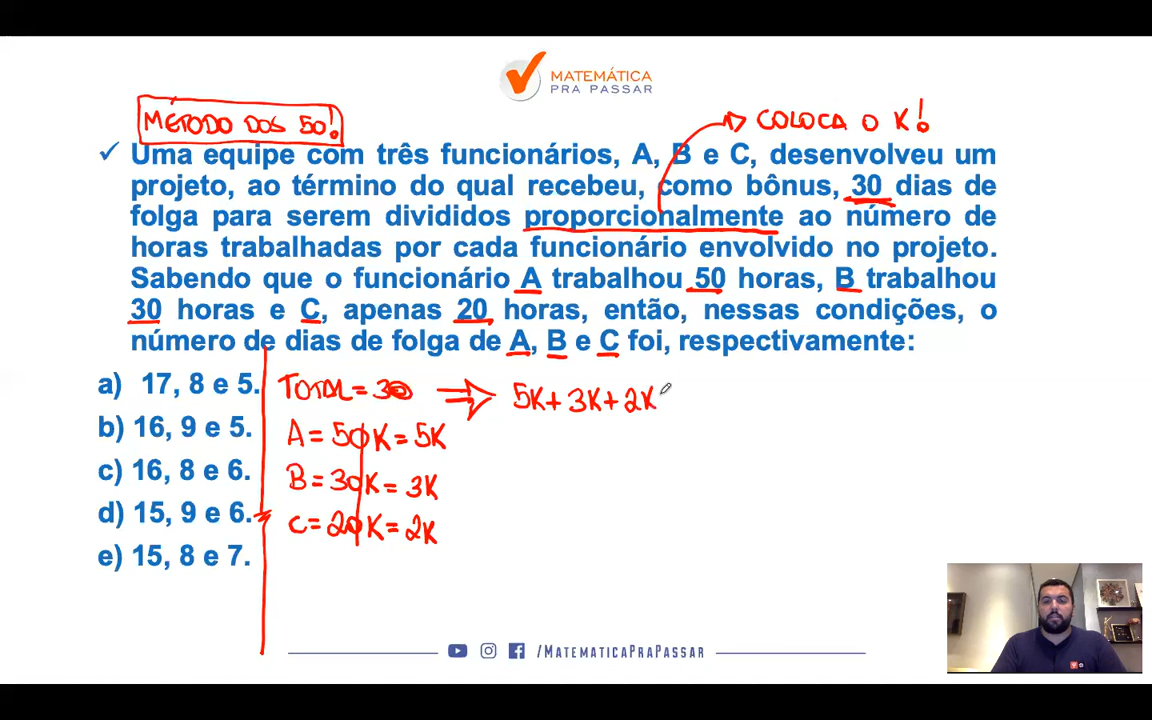 MATEMÁTICA
PRA PASSAR
MÉTODO DOS 50!
COLOCA O K!
✓ Uma equipe com três funcionários, A, B e C, desenvolveu um
projeto, ao término do qual recebeu, como bônus, 30 dias de
folga para serem divididos proporcionalmente ao número de
horas trabalhadas por cada funcionário envolvido no projeto.
Sabendo que o funcionário A trabalhou 50 horas, B trabalhou
30 horas e C, apenas 20 horas, então, nessas condições, o
número de dias de folga de A, B e C foi, respectivamente:
a) 17, 8 e 5.
b) 16, 9 e 5.
c) 16, 8 e 6.
d) 15, 9 e 6.
e) 15, 8 e 7.
TOTAL = 30 ⇒ 5K + 3K + 2K
A = 50K = 5K
B = 30K = 3K
C = 20K = 2K
/MATEMATICAPRAPASSAR